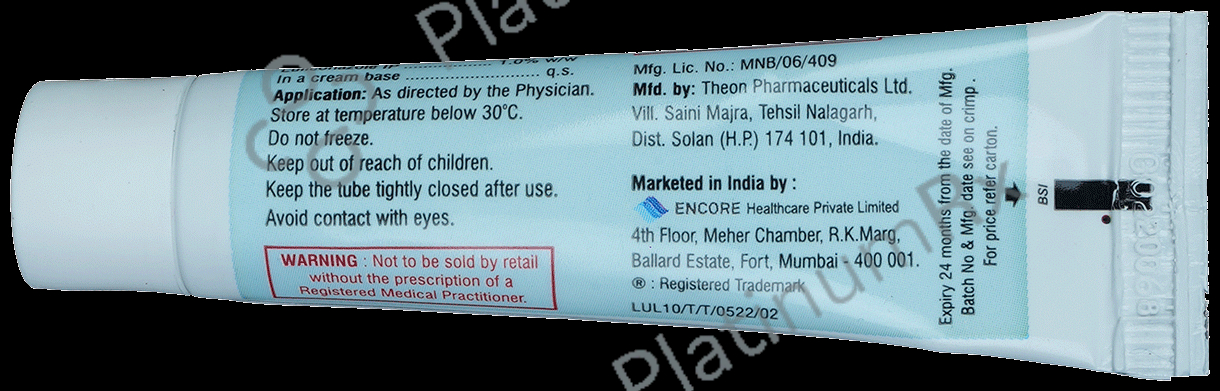 1.0% w/w
In a cream base ........................... q.s.
Application: As directed by the Physician.
Store at temperature below 30°C.
Do not freeze.
Keep out of reach of children.
Keep the tube tightly closed after use.
Avoid contact with eyes.
WARNING : Not to be sold by retail
without the prescription of a
Registered Medical Practitioner.
Mfg. Lic. No.: MNB/06/409
Mfd. by: Theon Pharmaceuticals Ltd.
Vill. Saini Majra, Tehsil Nalagarh,
Dist. Solan (H.P.) 174 101, India.
Marketed in India by :
ENCORE Healthcare Private Limited
4th Floor, Meher Chamber, R.K.Marg,
Ballard Estate, Fort, Mumbai - 400 001.
® : Registered Trademark
LUL10/T/T/0522/02
Expiry 24 months from the date of Mfg.
Batch No & Mfg. date see on crimp .
For price refer carton.
BSI
PlatinumRx